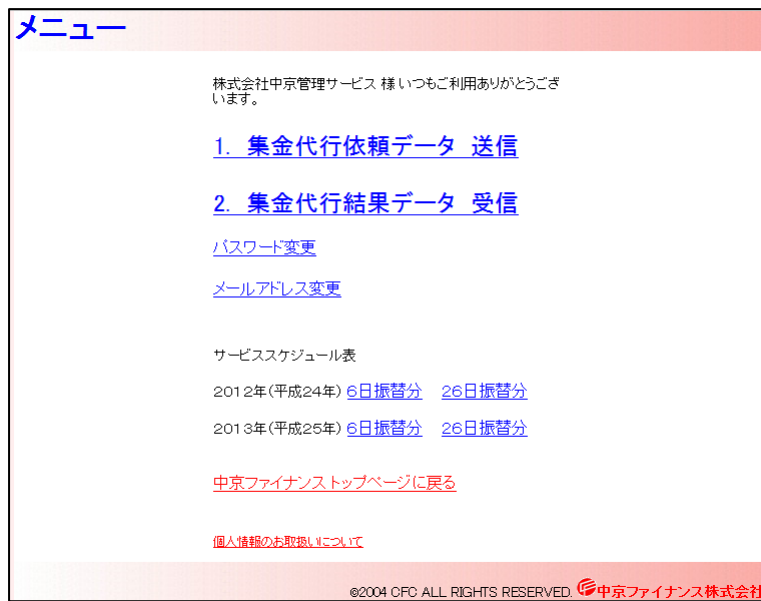 メニュー
株式会社中京管理サービス 様 いつもご利用ありがとうござ
います。
1. 集金代行依頼データ 送信
2. 集金代行結果データ 受信
パスワード変更
メールアドレス変更
サービススケジュール表
2012年(平成24年) 6日振替分 26日振替分
2013年(平成25年) 6日振替分 26日振替分
中京ファイナンストップページに戻る
個人情報のお取扱いについて
©2004 CFC ALL RIGHTS RESERVED. 中京ファイナンス株式会社